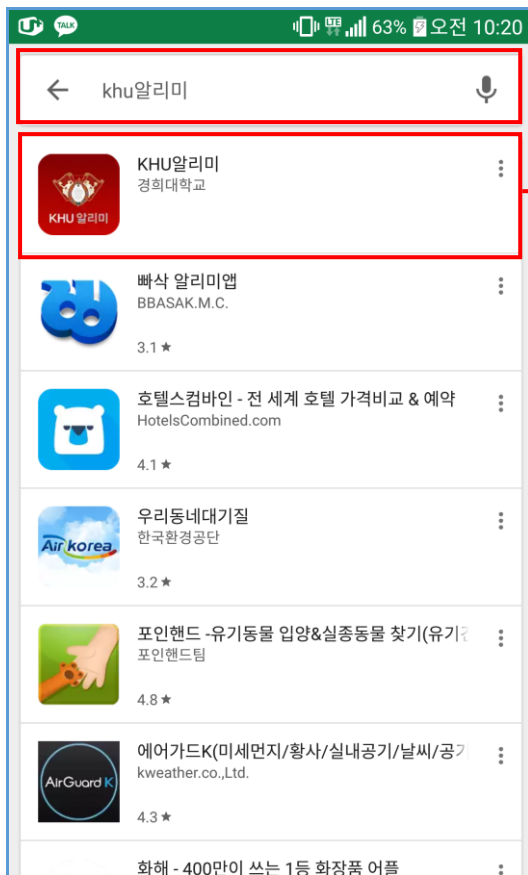 TALK LTE 63% 오전 10:20
khu알리미
KHU알리미
경희대학교
KHU 알리미
빠삭 알리미앱
BBASAK.M.C.
3.1 ★
호텔스컴바인 - 전 세계 호텔 가격비교 & 예약
HotelsCombined.com
4.1 ★
우리동네대기질
한국환경공단
Air korea
3.2 ★
포인핸드 -유기동물 입양&실종동물 찾기(유기
포인핸드팀
4.8 ★
에어가드K(미세먼지/황사/실내공기/날씨/공기
kweather.co.,Ltd.
AirGuard K
4.3 ★
화해 - 400만이 쓰는 1등 화장품 어플